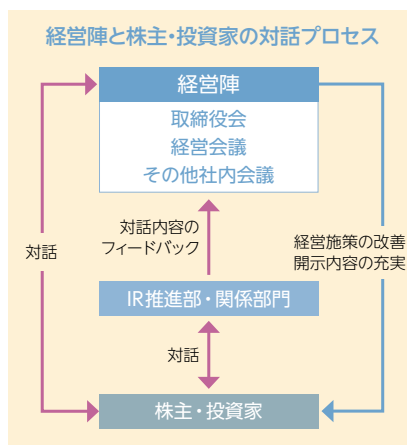 経営陣と株主・投資家の対話プロセス
経営陣
取締役会
経営会議
その他社内会議
対話内容の
フィードバック
対話
経営施策の改善
開示内容の充実
IR推進部・関係部門
対話
株主・投資家